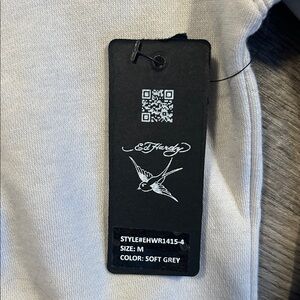 Ed Hardy
STYLE#EHWR1415-4
SIZE: M
COLOR: SOFT GREY